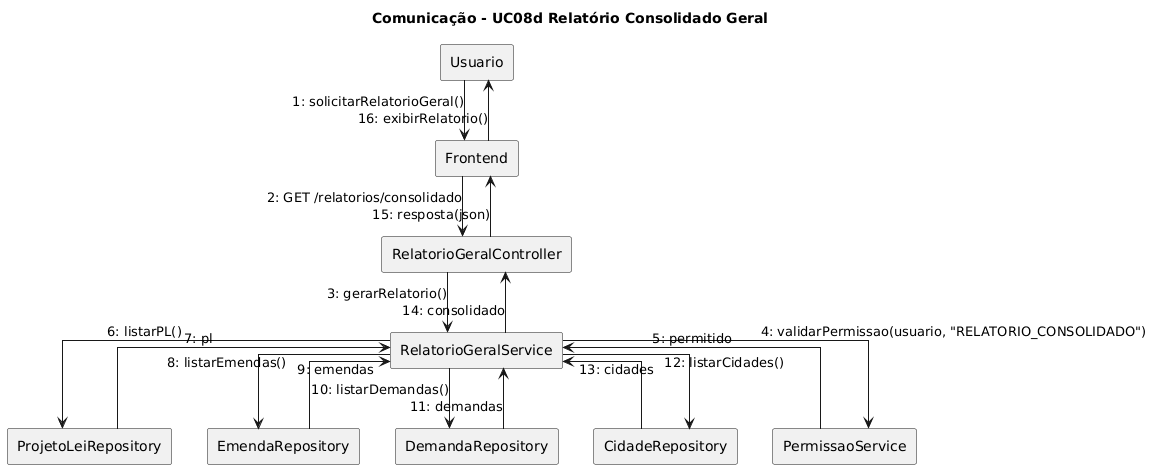 Comunicação - UC08d Relatório Consolidado Geral
Usuario
1: solicitarRelatorioGeral()
16: exibirRelatorio()
Frontend
2: GET /relatorios/consolidado
15: resposta(json)
RelatorioGeralController
3: gerarRelatorio()
14: consolidado
6: listarPL()
7: pl
5: permitido
4: validarPermissao(usuario, "RELATORIO_CONSOLIDADO")
RelatorioGeralService
8: listarEmendas()
9: emendas
13: cidades
12: listarCidades()
10: listarDemandas()
11: demandas
ProjetoLeiRepository
EmendaRepository
DemandaRepository
CidadeRepository
PermissaoService